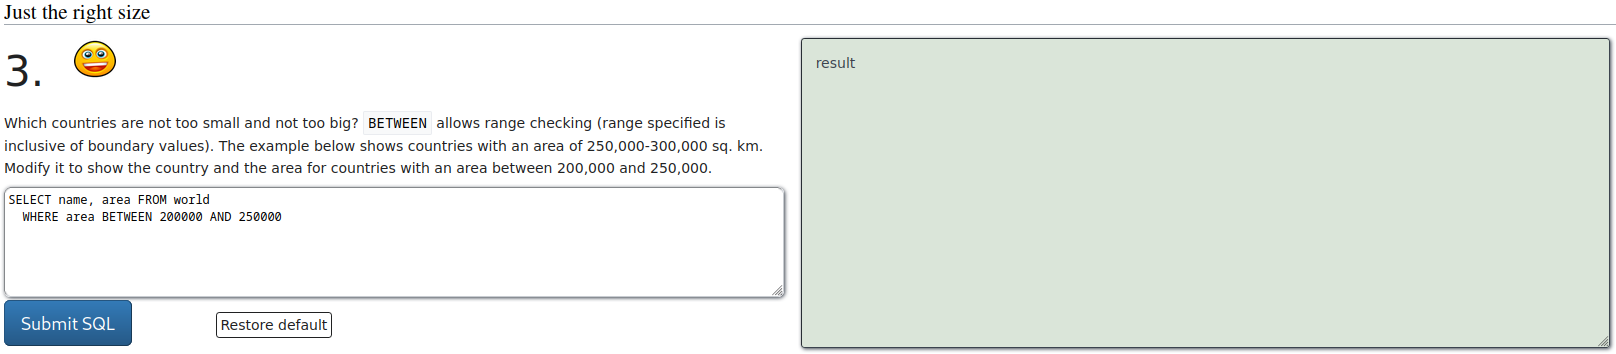 Just the right size
3.
Which countries are not too small and not too big? BETWEEN allows range checking (range specified is
inclusive of boundary values). The example below shows countries with an area of 250,000-300,000 sq. km.
Modify it to show the country and the area for countries with an area between 200,000 and 250,000.
SELECT name, area FROM world
  WHERE area BETWEEN 200000 AND 250000
Submit SQL
Restore default
result